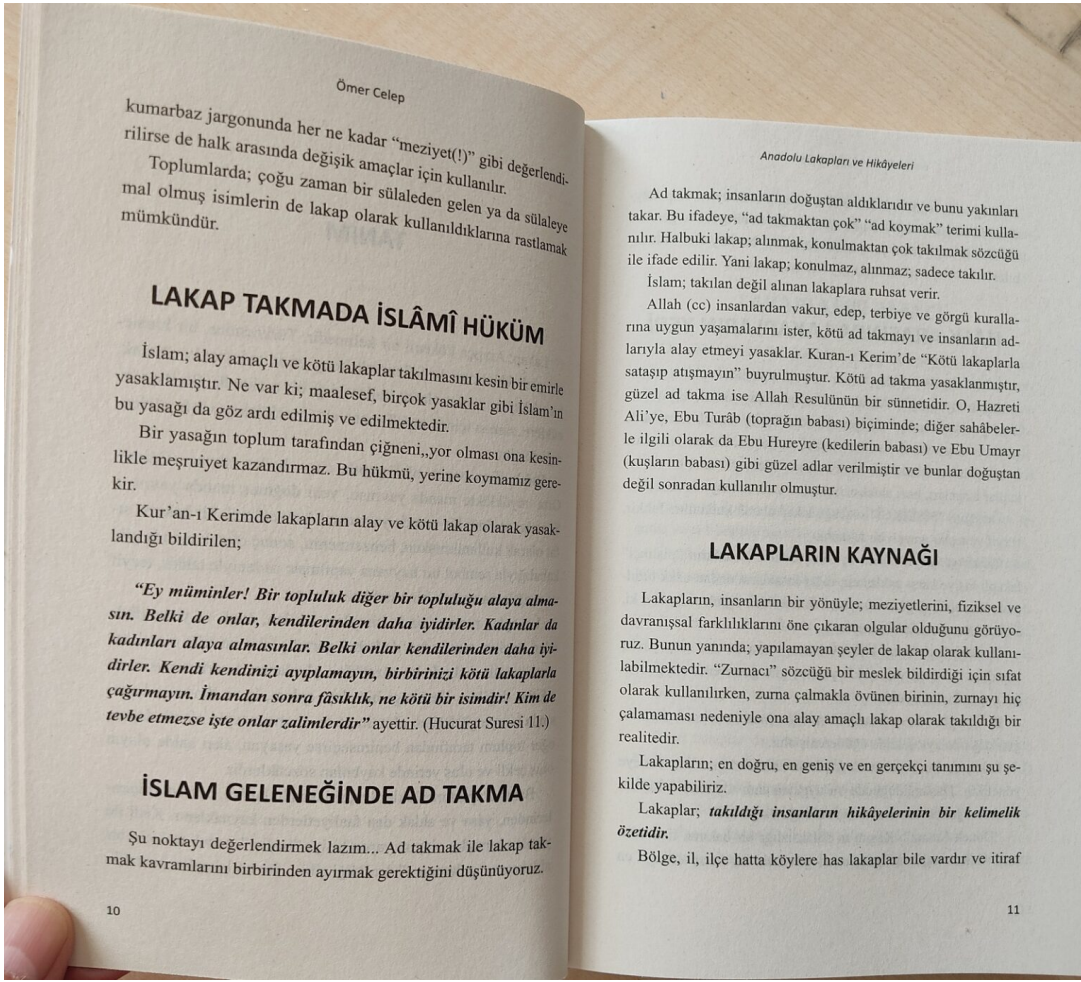 Ömer Celep
kumarbaz jargonunda her ne kadar “meziyet(!)” gibi değerlendi-
rilirse de halk arasında değişik amaçlar için kullanılır.
Toplumlarda; çoğu zaman bir sülaleden gelen ya da sülaleye
mal olmuş isimlerin de lakap olarak kullanıldıklarına rastlamak
mümkündür.
LAKAP TAKMADA İSLÂMÎ HÜKÜM
İslam; alay amaçlı ve kötü lakaplar takılmasını kesin bir emirle
yasaklamıştır. Ne var ki; maalesef, birçok yasaklar gibi İslam’ın
bu yasağı da göz ardı edilmiş ve edilmektedir.
Bir yasağın toplum tarafından çiğneni,,yor olması ona kesin-
likle meşruiyet kazandırmaz. Bu hükmü, yerine koymamız gere-
kir.
Kur’an-ı Kerimde lakapların alay ve kötü lakap olarak yasak-
landığı bildirilen;
“Ey müminler! Bir topluluk diğer bir topluluğu alaya alma-
sın. Belki de onlar, kendilerinden daha iyidirler. Kadınlar da
kadınları alaya almasınlar. Belki onlar kendilerinden daha iyi-
dirler. Kendi kendinizi ayıplamayın, birbirinizi kötü lakaplarla
çağırmayın. İmandan sonra fâsıklık, ne kötü bir isimdir! Kim de
tevbe etmezse işte onlar zalimlerdir” ayettir. (Hucurat Suresi 11.)
İSLAM GELENEĞİNDE AD TAKMA
Şu noktayı değerlendirmek lazım... Ad takmak ile lakap tak-
mak kavramlarını birbirinden ayırmak gerektiğini düşünüyoruz.
10
Anadolu Lakapları ve Hikâyeleri
Ad takmak; insanların doğuştan aldıklarıdır ve bunu yakınları
takar. Bu ifadeye, “ad takmaktan çok” “ad koymak” terimi kulla-
nılır. Halbuki lakap; alınmak, konulmaktan çok takılmak sözcüğü
ile ifade edilir. Yani lakap; konulmaz, alınmaz; sadece takılır.
İslam; takılan değil alınan lakaplara ruhsat verir.
Allah (cc) insanlardan vakur, edep, terbiye ve görgü kuralla-
rına uygun yaşamalarını ister, kötü ad takmayı ve insanların ad-
larıyla alay etmeyi yasaklar. Kuran-ı Kerim’de “Kötü lakaplarla
sataşıp atışmayın” buyrulmuştur. Kötü ad takma yasaklanmıştır,
güzel ad takma ise Allah Resulünün bir sünnetidir. O, Hazreti
Ali’ye, Ebu Turâb (toprağın babası) biçiminde; diğer sahâbeler-
le ilgili olarak da Ebu Hureyre (kedilerin babası) ve Ebu Umayr
(kuşların babası) gibi güzel adlar verilmiştir ve bunlar doğuştan
değil sonradan kullanılır olmuştur.
LAKAPLARIN KAYNAĞI
Lakapların, insanların bir yönüyle; meziyetlerini, fiziksel ve
davranışsal farklılıklarını öne çıkaran olgular olduğunu görüyo-
ruz. Bunun yanında; yapılamayan şeyler de lakap olarak kullanı-
labilmektedir. “Zurnacı” sözcüğü bir meslek bildirdiği için sıfat
olarak kullanılırken, zurna çalmakla övünen birinin, zurnayı hiç
çalamaması nedeniyle ona alay amaçlı lakap olarak takıldığı bir
realitedir.
Lakapların; en doğru, en geniş ve en gerçekçi tanımını şu şe-
kilde yapabiliriz.
Lakaplar; takıldığı insanların hikâyelerinin bir kelimelik
özetidir.
Bölge, il, ilçe hatta köylere has lakaplar bile vardır ve itiraf
11